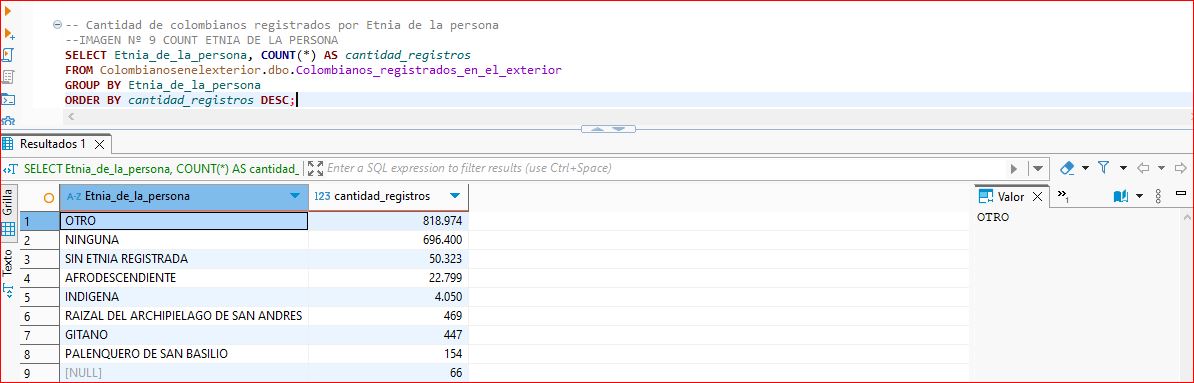 -- Cantidad de colombianos registrados por Etnia de la persona
--IMAGEN Nº 9 COUNT ETNIA DE LA PERSONA
SELECT Etnia_de_la_persona, COUNT(*) AS cantidad_registros
FROM Colombianosenelexterior.dbo.Colombianos_registrados_en_el_exterior
GROUP BY Etnia_de_la_persona
ORDER BY cantidad_registros DESC;
Resultados 1
SELECT Etnia_de_la_persona, COUNT(*) AS cantidad_ Enter a SQL expression to filter results (use Ctrl+Space)
Grilla
Texto
A-Z Etnia_de_la_persona 123 cantidad_registros
1 OTRO 818.974
2 NINGUNA 696.400
3 SIN ETNIA REGISTRADA 50.323
4 AFRODESCENDIENTE 22.799
5 INDIGENA 4.050
6 RAIZAL DEL ARCHIPIELAGO DE SAN ANDRES 469
7 GITANO 447
8 PALENQUERO DE SAN BASILIO 154
9 [NULL] 66
Valor »1
OTRO